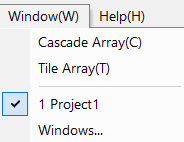 Window(W) Help(H)
Cascade Array(C)
Tile Array(T)
1 Project1
Windows...